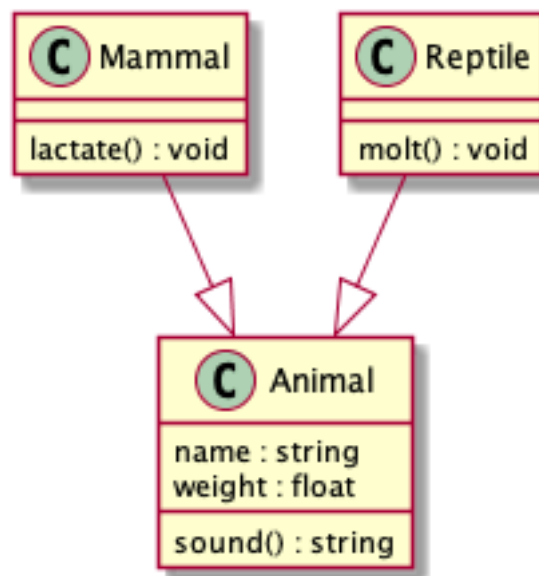 C Mammal
lactate() : void
C Reptile
molt() : void
C Animal
name : string
weight : float
sound() : string